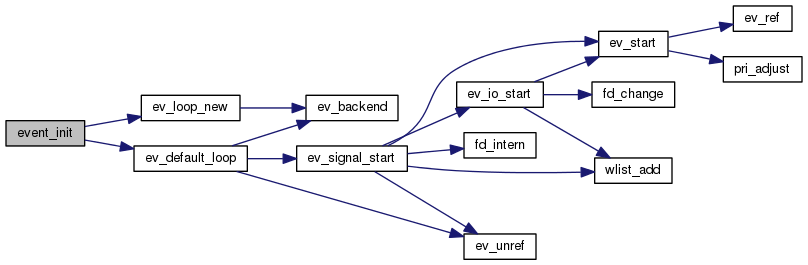 event_init
ev_loop_new
ev_default_loop
ev_backend
ev_signal_start
ev_io_start
fd_intern
ev_unref
ev_start
fd_change
wlist_add
ev_ref
pri_adjust